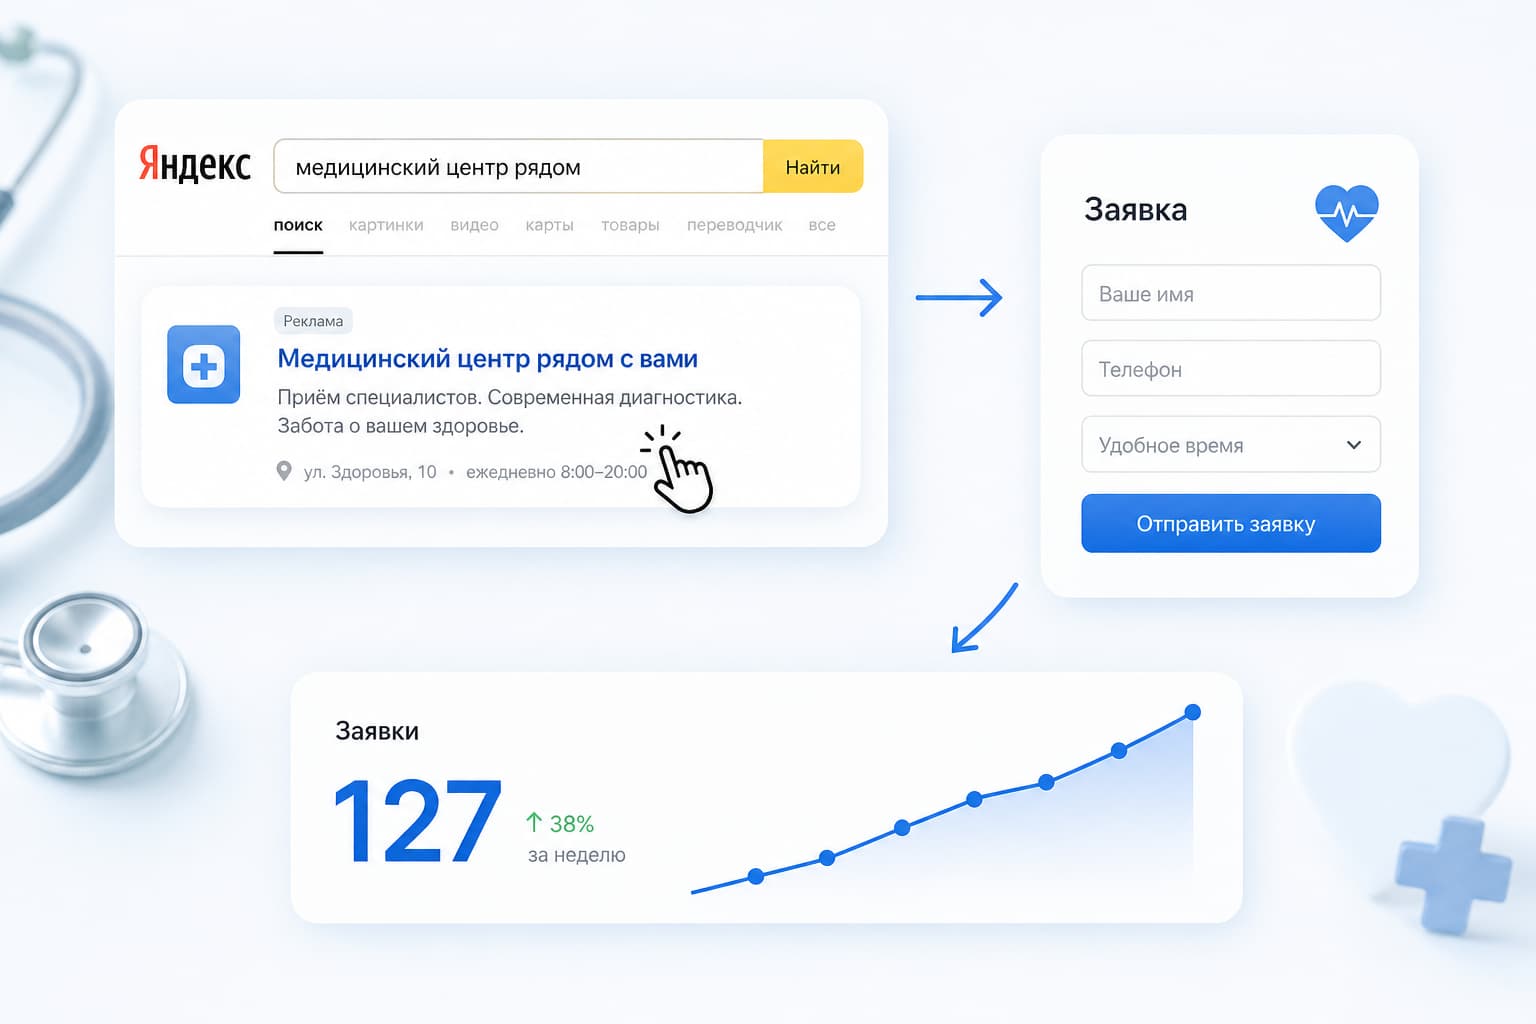 Яндекс
медицинский центр рядом
Найти
поиск картинки видео карты товары переводчик все
Реклама
Медицинский центр рядом с вами
Приём специалистов. Современная диагностика.
Забота о вашем здоровье.
ул. Здоровья, 10 • ежедневно 8:00–20:00
Заявка
Ваше имя
Телефон
Удобное время
Отправить заявку
Заявки
127
↑ 38%
за неделю